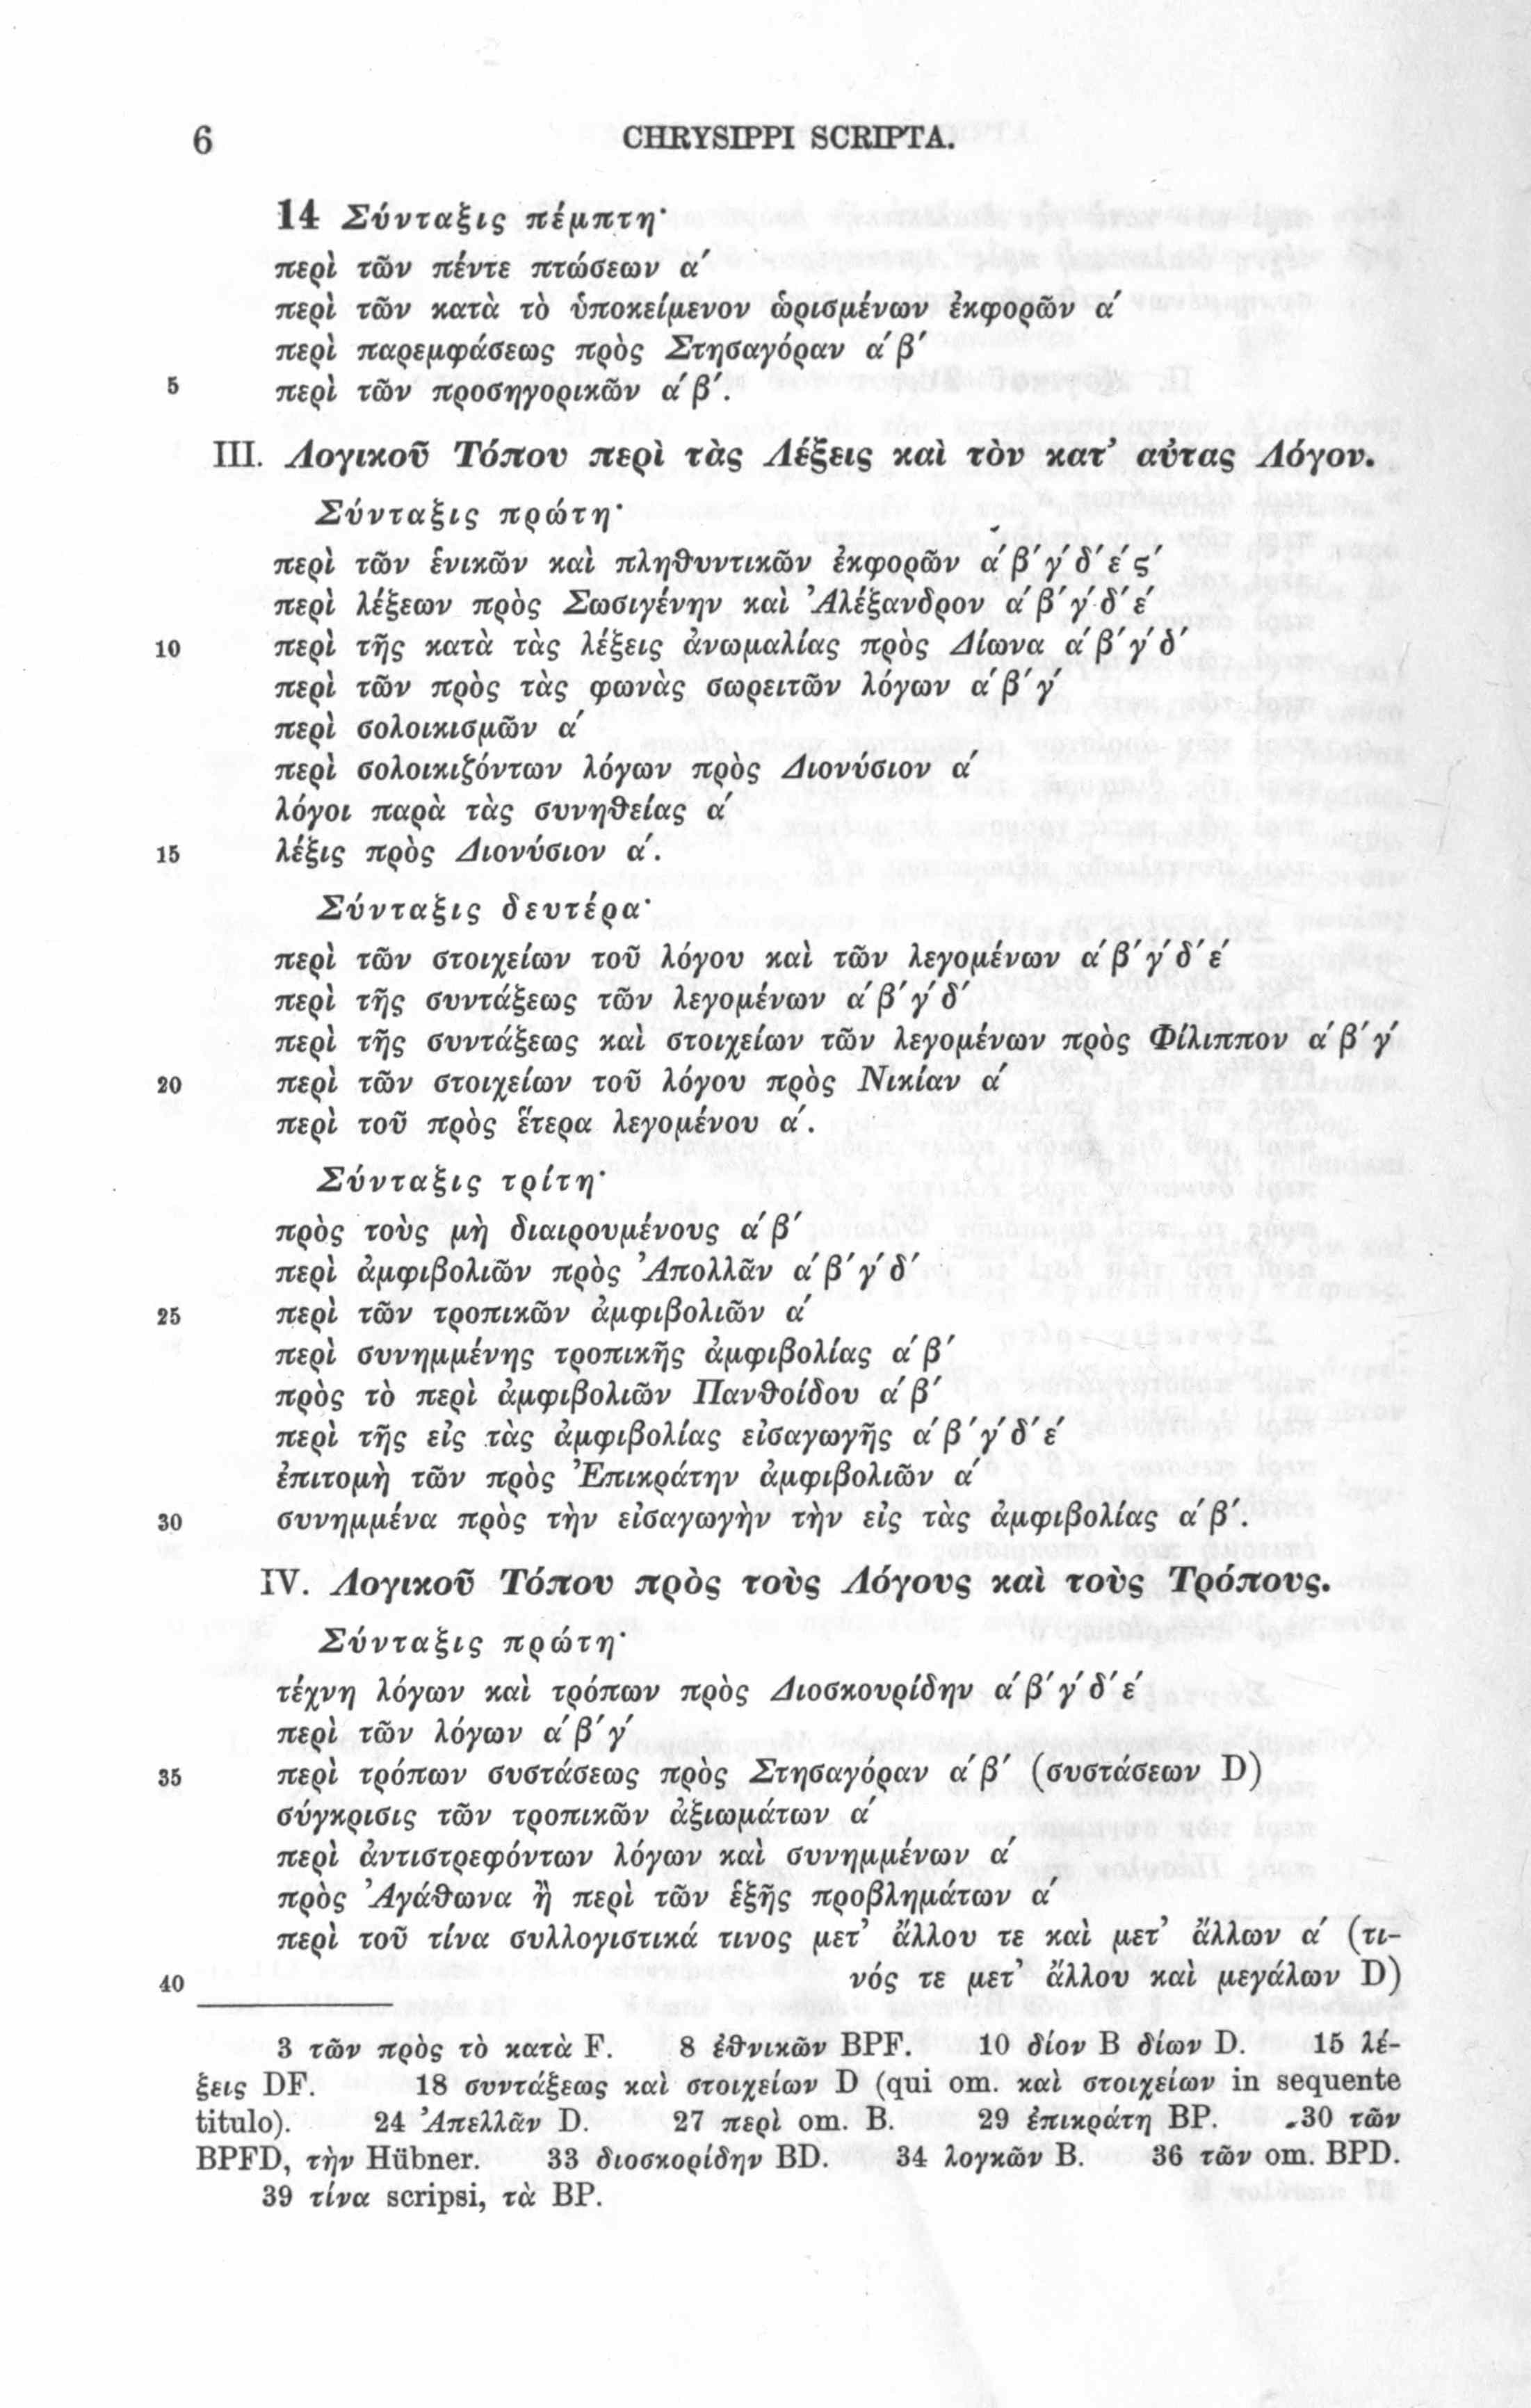 6 CHRYSIPPI SCRIPTA.
14 Σύνταξις πέμπτη·
περὶ τῶν πέντε πτώσεων α′
περὶ τῶν κατὰ τὸ ὑποκείμενον ὡρισμένων ἐκφορῶν α′
περὶ παρεμφάσεως πρὸς Στησαγόραν α′ β′
5 περὶ τῶν προσηγορικῶν α′ β′.
III. Λογικοῦ Τόπου περὶ τὰς Λέξεις καὶ τὸν κατ’ αὐτας Λόγον.
Σύνταξις πρώτη·
περὶ τῶν ἑνικῶν καὶ πληθυντικῶν ἐκφορῶν α′ β′ γ′ δ′ ε′ ς′
περὶ λέξεων πρὸς Σωσιγένην καὶ Ἀλέξανδρον α′ β′ γ′ δ′ ε′
10 περὶ τῆς κατὰ τὰς λέξεις ἀνωμαλίας πρὸς Δίωνα α′ β′ γ′ δ′
περὶ τῶν πρὸς τὰς φωνὰς σωρειτῶν λόγων α′ β′ γ′
περὶ σολοικισμῶν α′
περὶ σολοικιζόντων λόγων πρὸς Διονύσιον α′
λόγοι παρὰ τὰς συνηθείας α′
15 λέξις πρὸς Διονύσιον α′.
Σύνταξις δευτέρα·
περὶ τῶν στοιχείων τοῦ λόγου καὶ τῶν λεγομένων α′ β′ γ′ δ′ ε′
περὶ τῆς συντάξεως τῶν λεγομένων α′ β′ γ′ δ′
περὶ τῆς συντάξεως καὶ στοιχείων τῶν λεγομένων πρὸς Φίλιππον α′ β′ γ′
20 περὶ τῶν στοιχείων τοῦ λόγου πρὸς Νικίαν α′
περὶ τοῦ πρὸς ἕτερα λεγομένου α′.
Σύνταξις τρίτη·
πρὸς τοὺς μὴ διαιρουμένους α′ β′
περὶ ἀμφιβολιῶν πρὸς Ἀπολλᾶν α′ β′ γ′ δ′
25 περὶ τῶν τροπικῶν ἀμφιβολιῶν α′
περὶ συνημμένης τροπικῆς ἀμφιβολίας α′ β′
πρὸς τὸ περὶ ἀμφιβολιῶν Πανθοίδου α′ β′
περὶ τῆς εἰς τὰς ἀμφιβολίας εἰσαγωγῆς α′ β′ γ′ δ′ ε′
ἐπιτομὴ τῶν πρὸς Ἐπικράτην ἀμφιβολιῶν α′
30 συνημμένα πρὸς τὴν εἰσαγωγὴν τὴν εἰς τὰς ἀμφιβολίας α′ β′.
IV. Λογικοῦ Τόπου πρὸς τοὺς Λόγους καὶ τοὺς Τρόπους.
Σύνταξις πρώτη·
τέχνη λόγων καὶ τρόπων πρὸς Διοσκουρίδην α′ β′ γ′ δ′ ε′
περὶ τῶν λόγων α′ β′ γ′
35 περὶ τρόπων συστάσεως πρὸς Στησαγόραν α′ β′ (συστάσεων D)
σύγκρισις τῶν τροπικῶν ἀξιωμάτων α′
περὶ ἀντιστρεφόντων λόγων καὶ συνημμένων α′
πρὸς Ἀγάθωνα ἢ περὶ τῶν ἑξῆς προβλημάτων α′
περὶ τοῦ τίνα συλλογιστικά τινος μετ’ ἄλλου τε καὶ μετ’ ἄλλων α′ (τι-
40 νός τε μετ’ ἄλλου καὶ μεγάλων D)
3 τῶν πρὸς τὸ κατὰ F. 8 ἐθνικῶν BPF. 10 δίον B δίων D. 15 λέ-
ξεις DF. 18 συντάξεως καὶ στοιχείων D (qui om. καὶ στοιχείων in sequente
titulo). 24 Ἀπελλᾶν D. 27 περὶ om. B. 29 ἐπικράτη BP. 30 τῶν
BPFD, τὴν Hübner. 33 διοσκορίδην BD. 34 λογκῶν B. 36 τῶν om. BPD.
39 τίνα scripsi, τὰ BP.